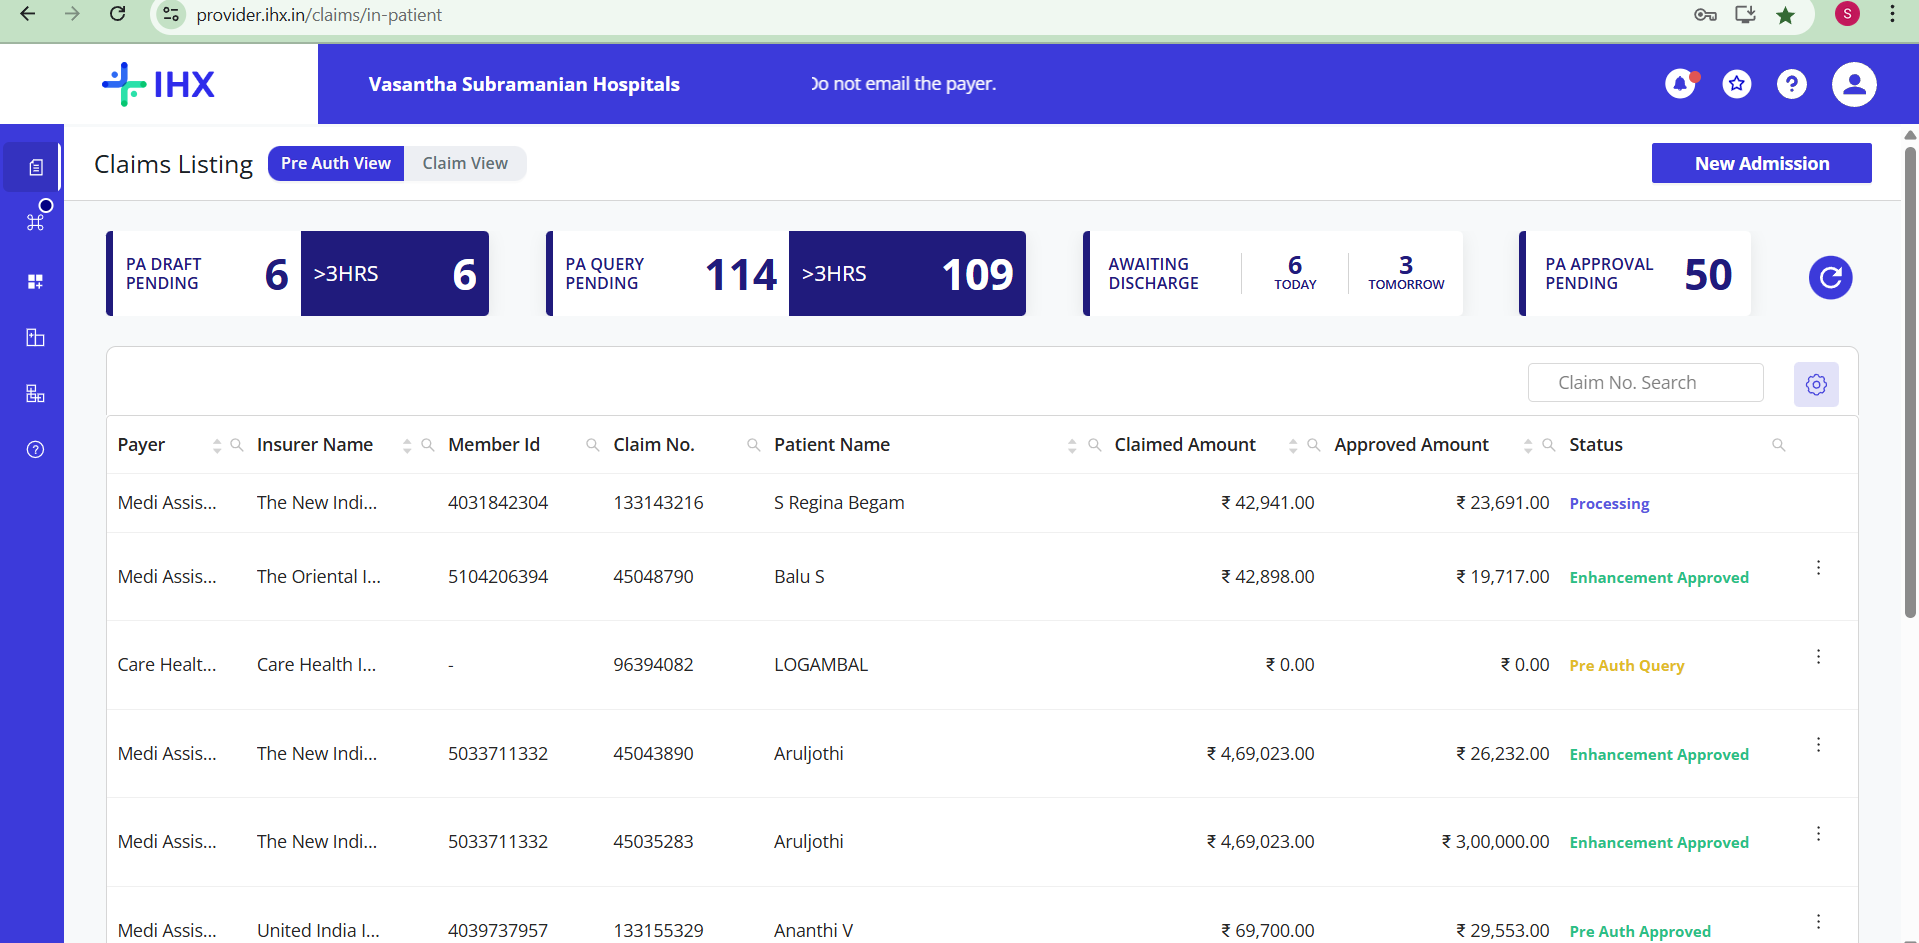 provider.ihx.in/claims/in-patient
S
IHX
Vasantha Subramanian Hospitals
Do not email the payer.
Claims Listing
Pre Auth View
Claim View
New Admission
PA DRAFT
PENDING
6
>3HRS
6
PA QUERY
PENDING
114
>3HRS
109
AWAITING
DISCHARGE
6
TODAY
3
TOMORROW
PA APPROVAL
PENDING
50
Claim No. Search
Payer Insurer Name Member Id Claim No. Patient Name Claimed Amount Approved Amount Status
Medi Assis... The New Indi... 4031842304 133143216 S Regina Begam ₹ 42,941.00 ₹ 23,691.00 Processing
Medi Assis... The Oriental I... 5104206394 45048790 Balu S ₹ 42,898.00 ₹ 19,717.00 Enhancement Approved
Care Healt... Care Health I... - 96394082 LOGAMBAL ₹ 0.00 ₹ 0.00 Pre Auth Query
Medi Assis... The New Indi... 5033711332 45043890 Aruljothi ₹ 4,69,023.00 ₹ 26,232.00 Enhancement Approved
Medi Assis... The New Indi... 5033711332 45035283 Aruljothi ₹ 4,69,023.00 ₹ 3,00,000.00 Enhancement Approved
Medi Assis... United India I... 4039737957 133155329 Ananthi V ₹ 69,700.00 ₹ 29,553.00 Pre Auth Approved